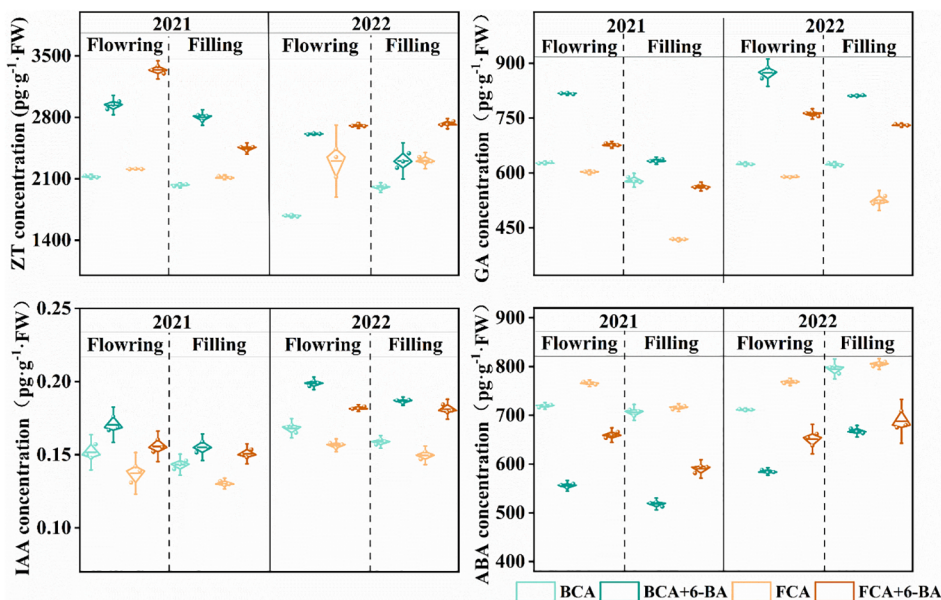 2021 2022
Flowring Filling Flowring Filling
ZT concentration (pg·g⁻¹·FW)
3500
2800
2100
1400
2021 2022
Flowring Filling Flowring Filling
GA concentration (pg·g⁻¹·FW)
900
750
600
450
2021 2022
Flowring Filling Flowring Filling
IAA concentration (pg·g⁻¹·FW)
0.25
0.20
0.15
0.10
2021 2022
Flowring Filling Flowring Filling
ABA concentration (pg·g⁻¹·FW)
900
800
700
600
500
400
BCA BCA+6-BA FCA FCA+6-BA